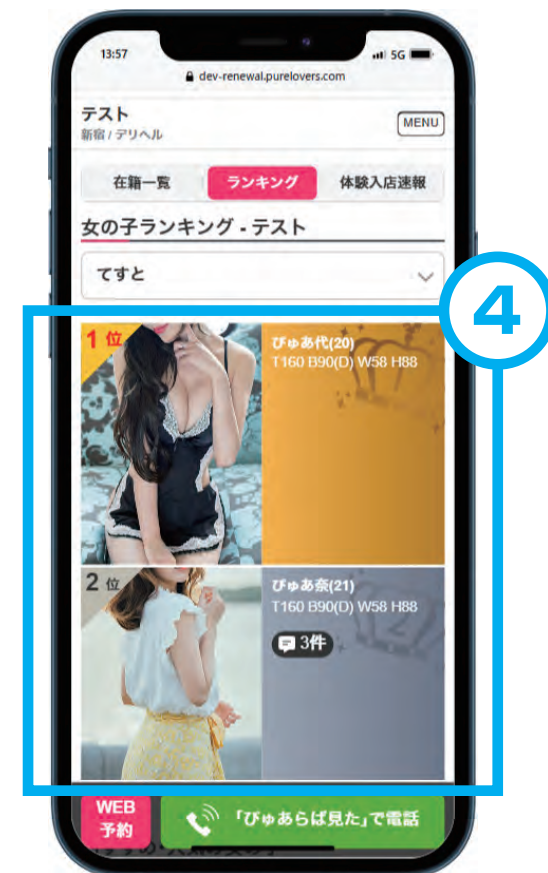 13:57
5G
dev-renewal.purelovers.com
テスト
新宿 / デリヘル
MENU
在籍一覧
ランキング
体験入店速報
女の子ランキング - テスト
てすと
4
1 位
ぴゅあ代(20)
T160 B90(D) W58 H88
2 位
ぴゅあ奈(21)
T160 B90(D) W58 H88
3件
WEB
予約
「ぴゅあらば見た」で電話